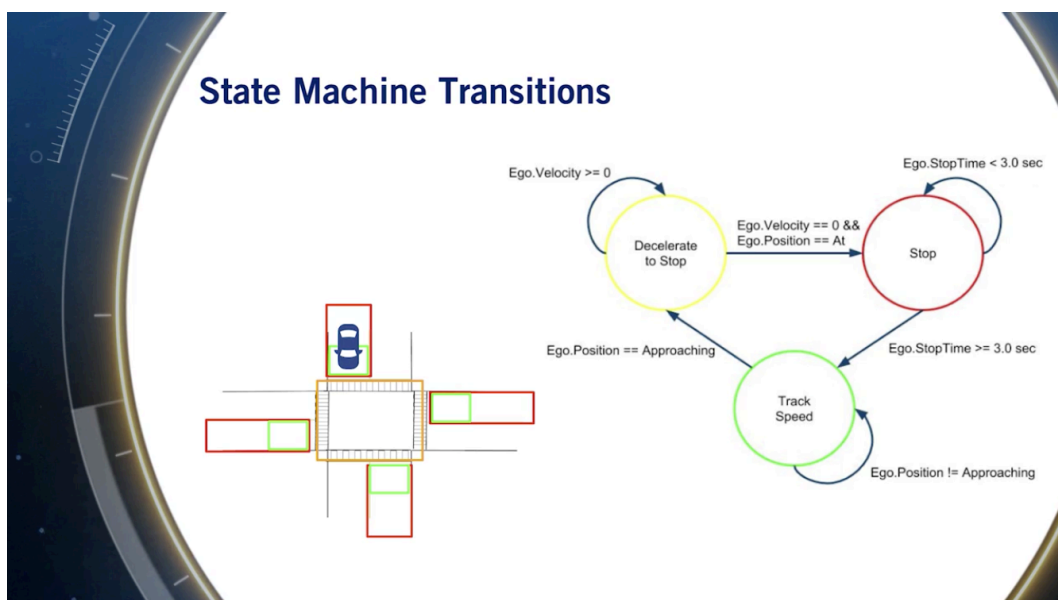 State Machine Transitions
Ego.Velocity >= 0
Ego.StopTime < 3.0 sec
Ego.Velocity == 0 &&
Ego.Position == At
Decelerate
to Stop
Stop
Ego.Position == Approaching
Ego.StopTime >= 3.0 sec
Track
Speed
Ego.Position != Approaching